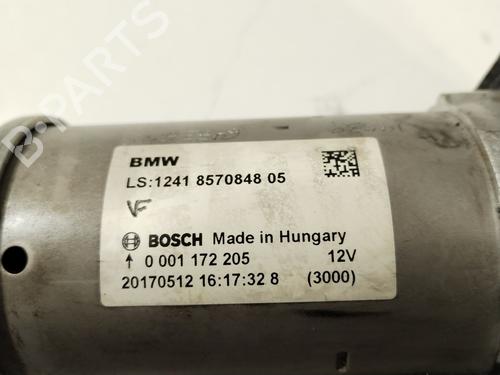 BMW
LS:1241 8570848 05
VF
BOSCH Made in Hungary
↑ 0 001 172 205 12V
20170512 16:17:32 8 (3000)
B-PARTS